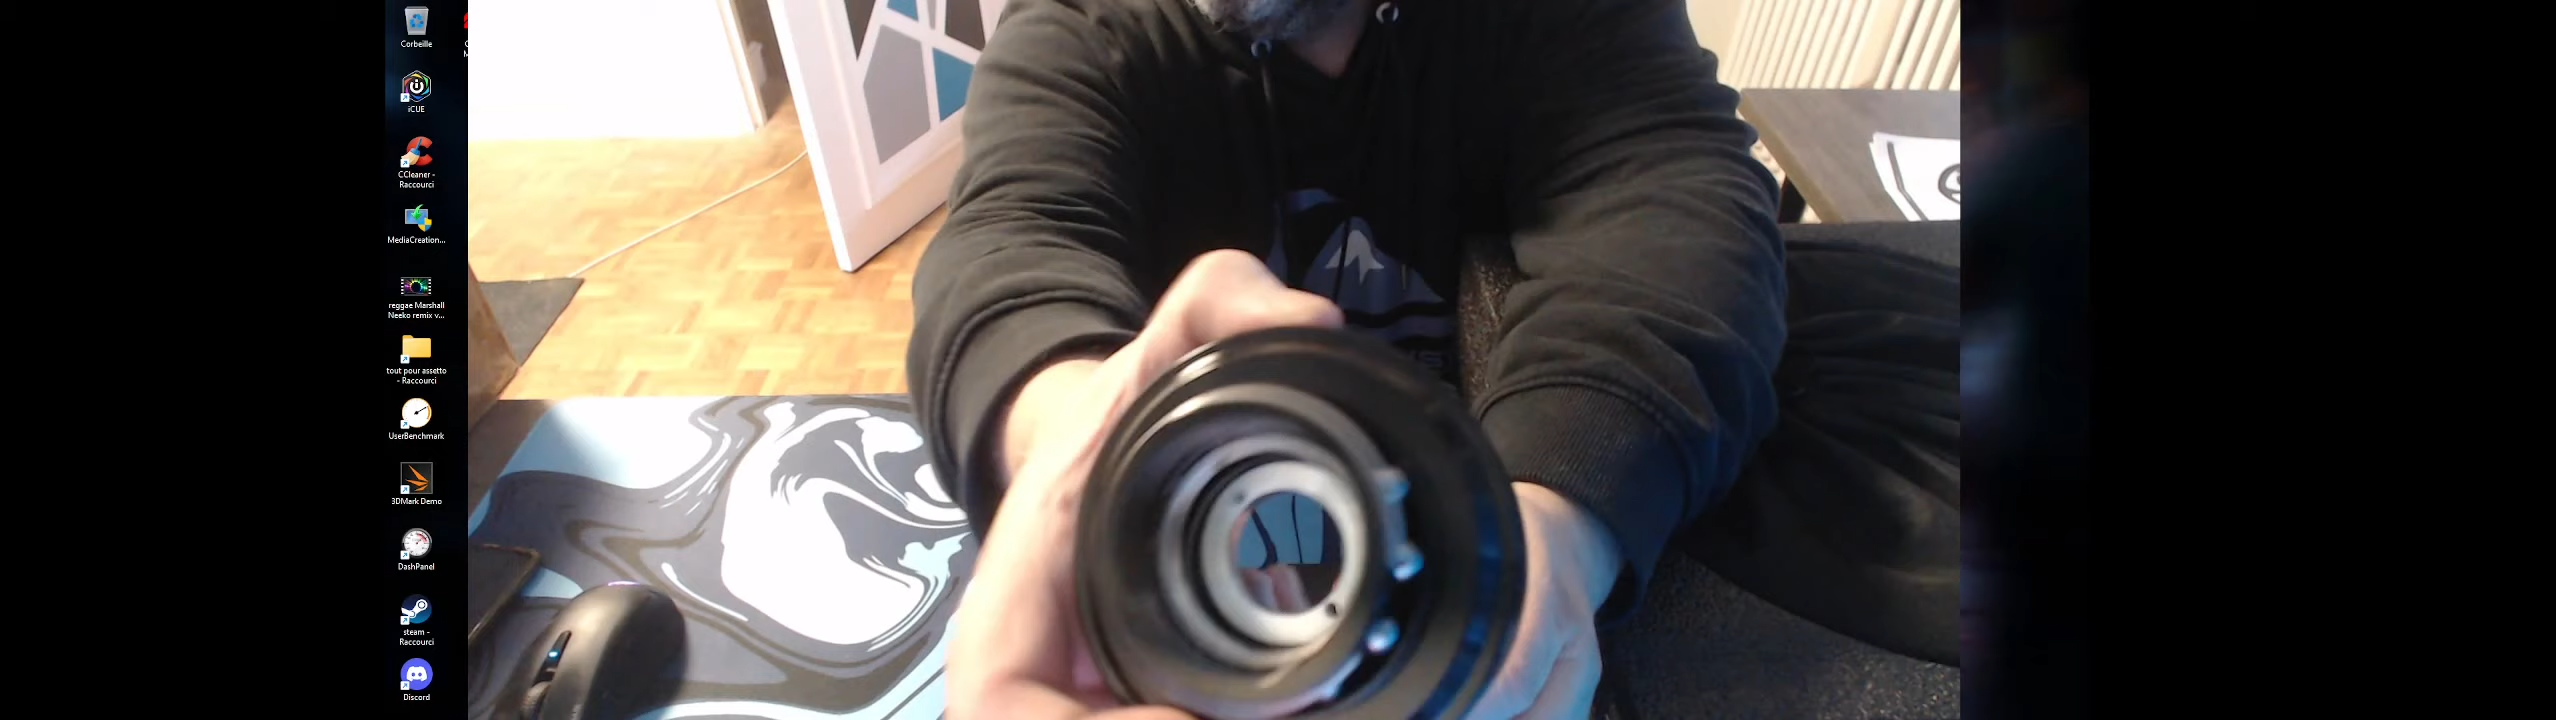 Corbeille
iCUE
CCleaner -
Raccourci
MediaCreation...
reggae Marshall
Neeko remix v...
tout pour assetto
- Raccourci
UserBenchmark
3DMark Demo
DashPanel
steam -
Raccourci
Discord